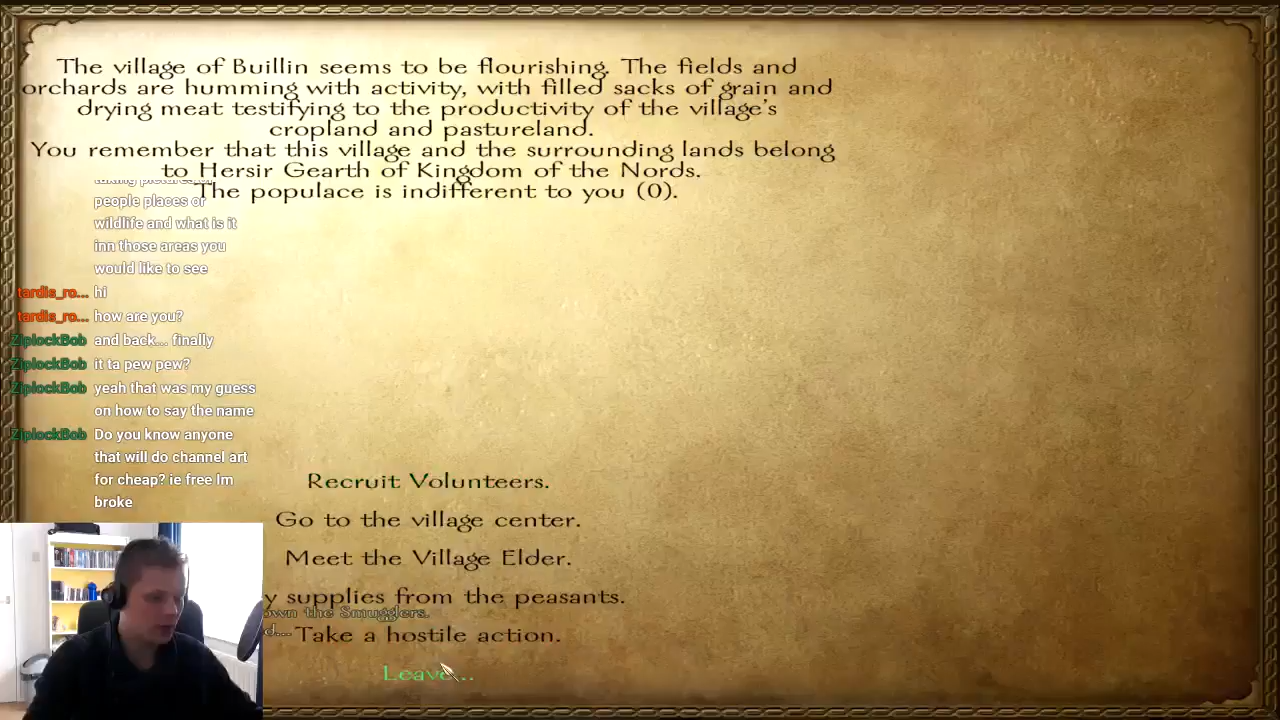 The village of Buillin seems to be flourishing. The fields and
orchards are humming with activity, with filled sacks of grain and
drying meat testifying to the productivity of the village's
cropland and pastureland.
You remember that this village and the surrounding lands belong
to Hersir Gearth of Kingdom of the Nords.
The populace is indifferent to you (0).
people places or
wildlife and what is it
inn those areas you
would like to see
tardis_ro... hi
tardis_ro... how are you?
ZiplockBob and back... finally
ZiplockBob it ta pew pew?
ZiplockBob yeah that was my guess
on how to say the name
ZiplockBob Do you know anyone
that will do channel art
for cheap? ie free Im
broke
Recruit Volunteers.
Go to the village center.
Meet the Village Elder.
supplies from the peasants.
the Smugglers.
Take a hostile action.
Leave...